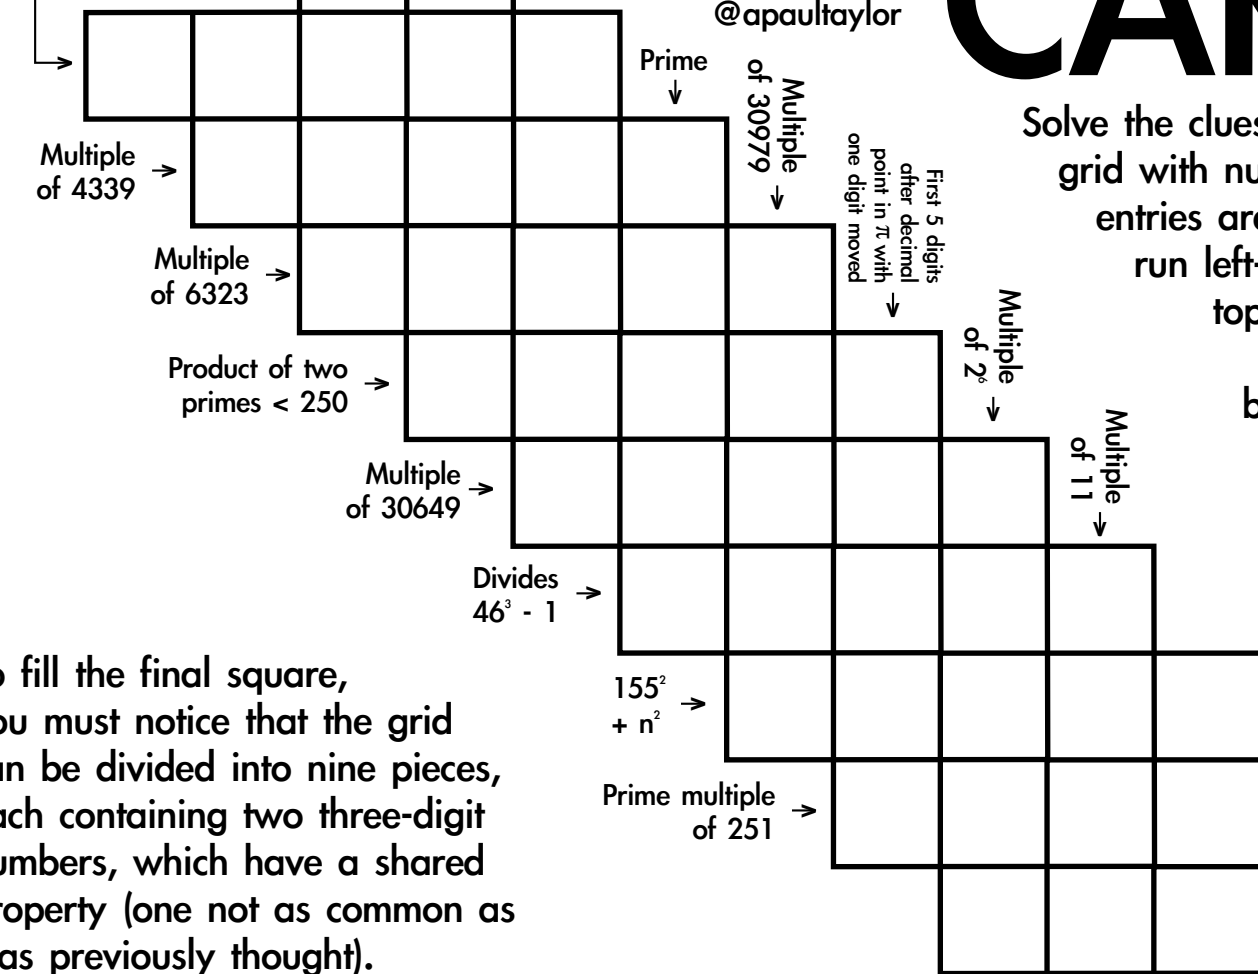 @apaultaylor
CAN
Prime
Multiple
of 30979
First 5 digits
after decimal
point in π with
one digit moved
Multiple
of 2⁶
Multiple
of 11
Solve the clues
grid with nu
entries are
run left-
top
b
Multiple
of 4339
Multiple
of 6323
Product of two
primes < 250
Multiple
of 30649
Divides
46³ - 1
155²
+ n²
Prime multiple
of 251
o fill the final square,
ou must notice that the grid
an be divided into nine pieces,
ach containing two three-digit
umbers, which have a shared
roperty (one not as common as
as previously thought).